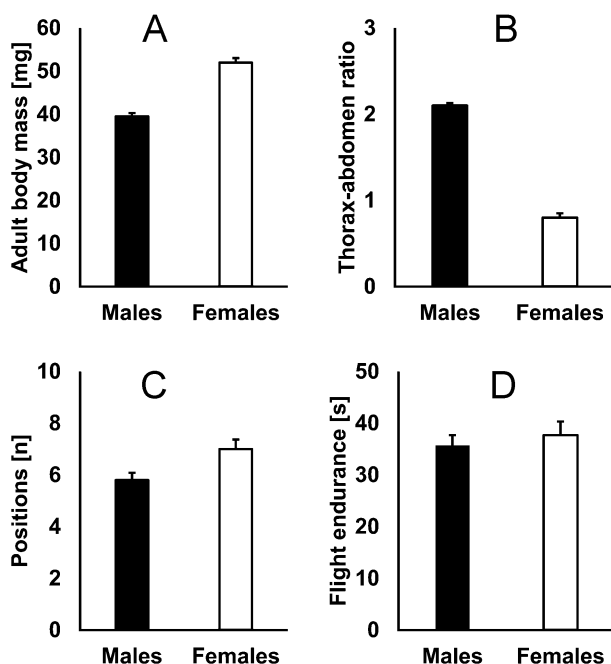 A
Adult body mass [mg]
60
50
40
30
20
10
0
Males Females
B
Thorax-abdomen ratio
3
2
1
0
Males Females
C
Positions [n]
10
8
6
4
2
0
Males Females
D
Flight endurance [s]
50
40
30
20
10
0
Males Females